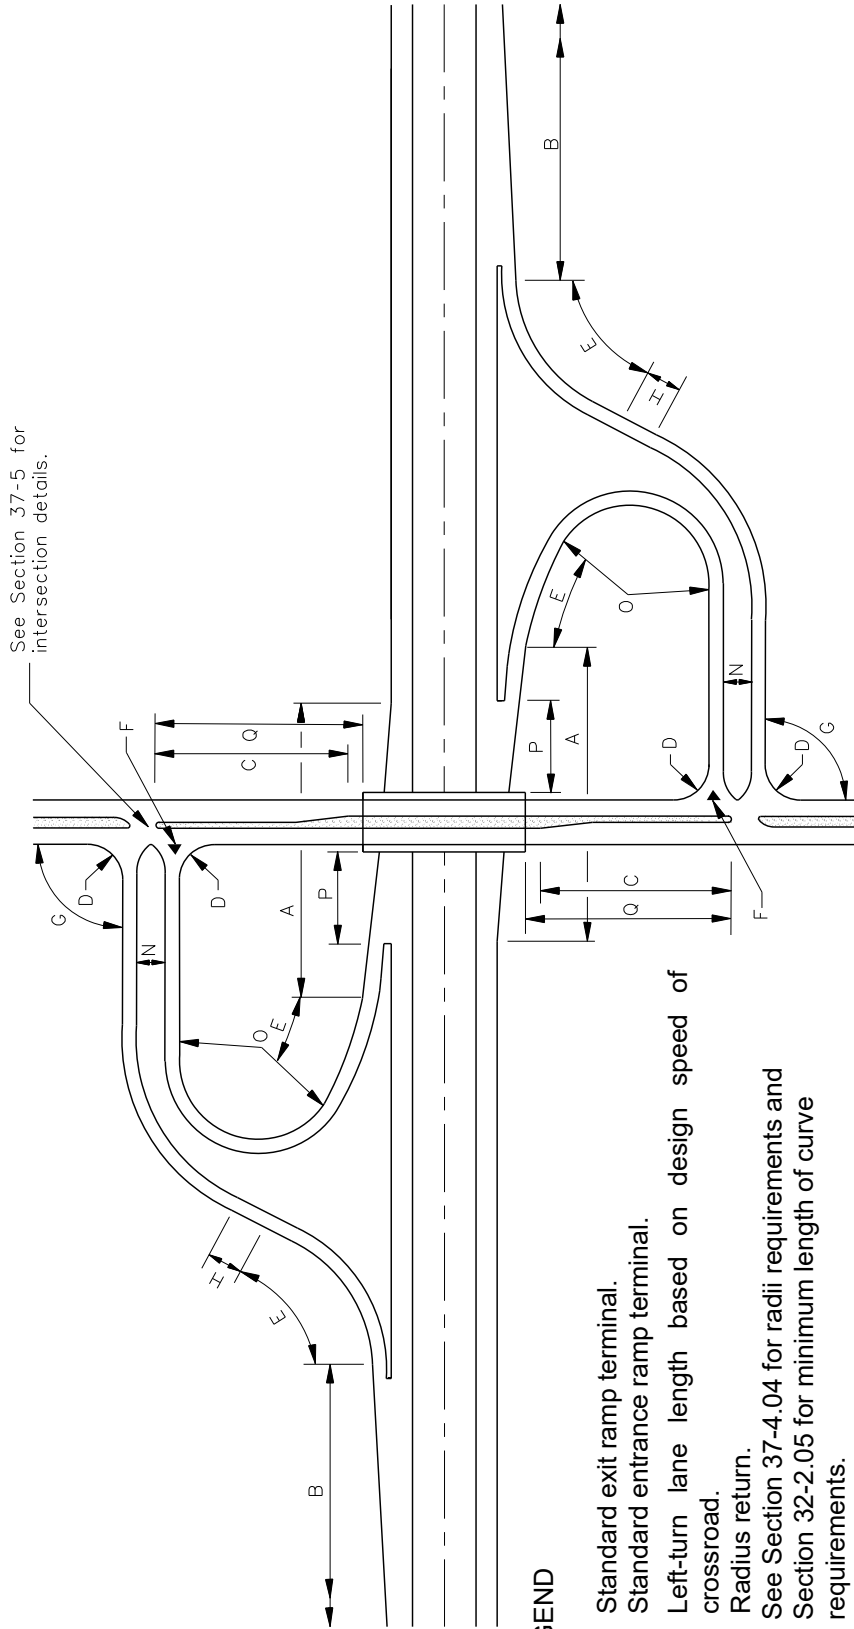 See Section 37-5 for
intersection details.
F
Q
C
P
A
D
G
D
N
A
P
O
E
H
E
B
B
E
H
E
O
N
D
D
G
F
C
Q
GEND
Standard exit ramp terminal.
Standard entrance ramp terminal.
Left-turn lane length based on design speed of
crossroad.
Radius return.
See Section 37-4.04 for radii requirements and
Section 32-2.05 for minimum length of curve
requirements.